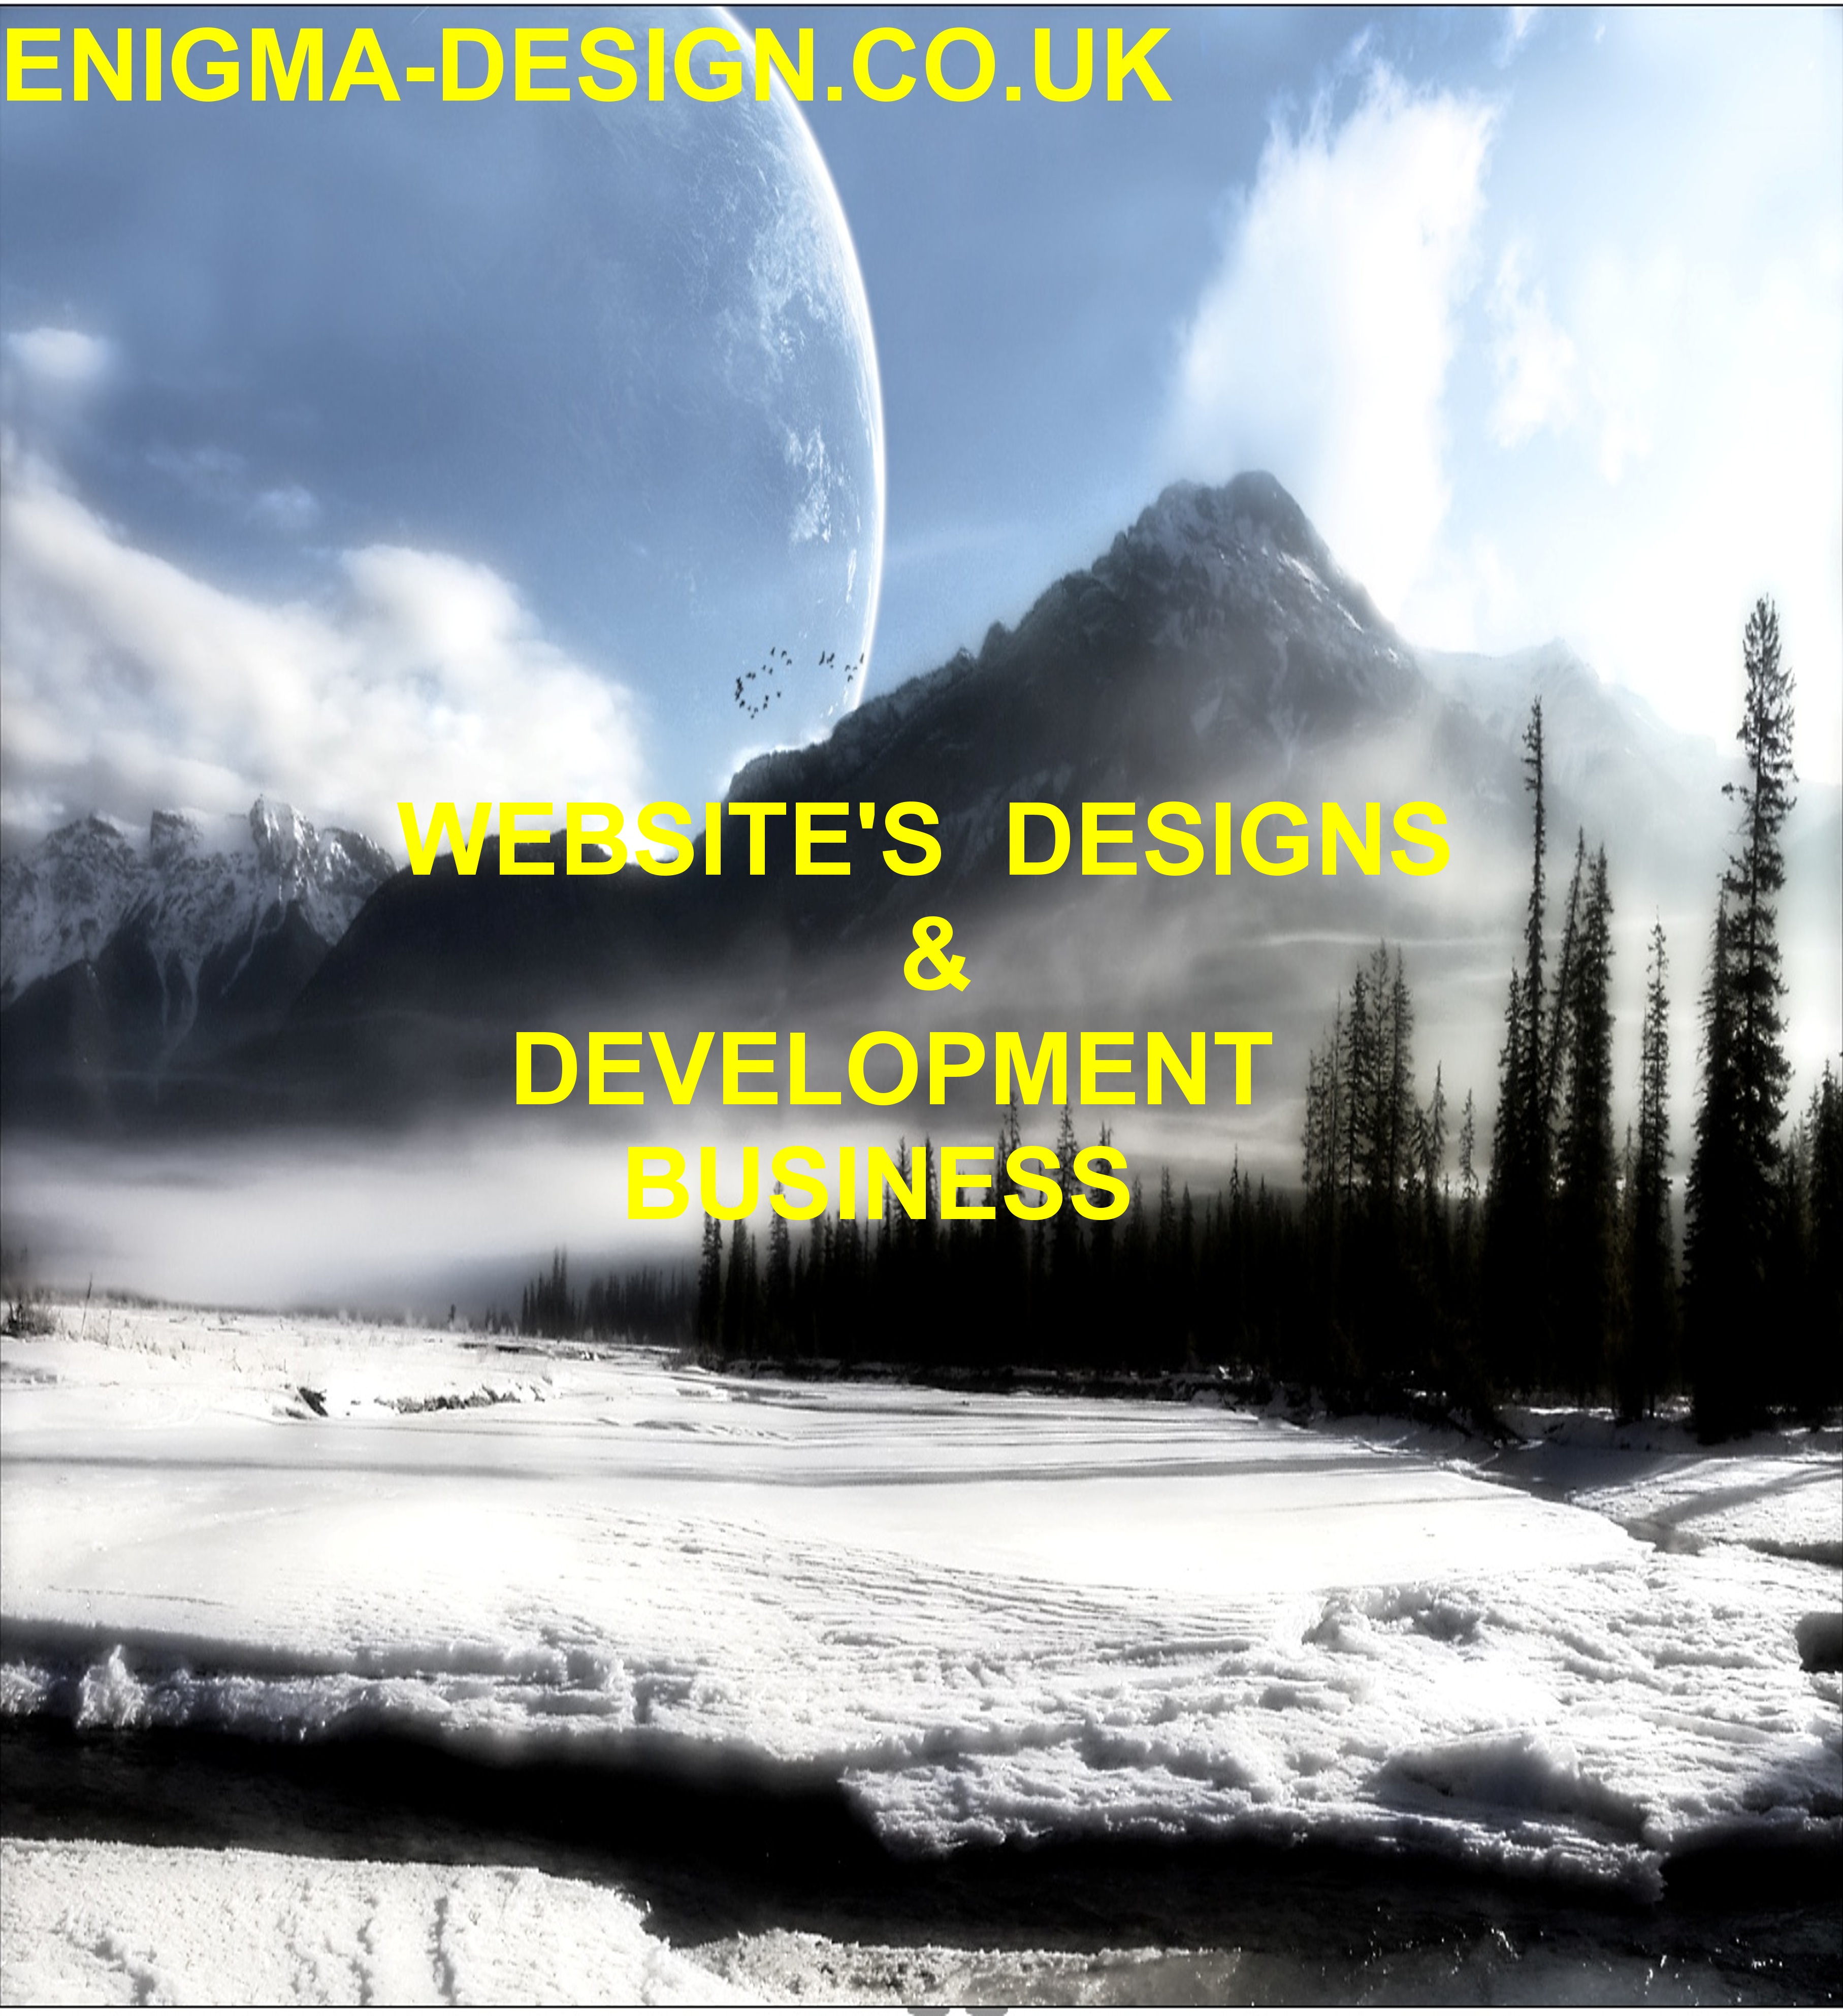 ENIGMA-DESIGN.CO.UK
WEBSITE'S DESIGNS
&
DEVELOPMENT
BUSINESS